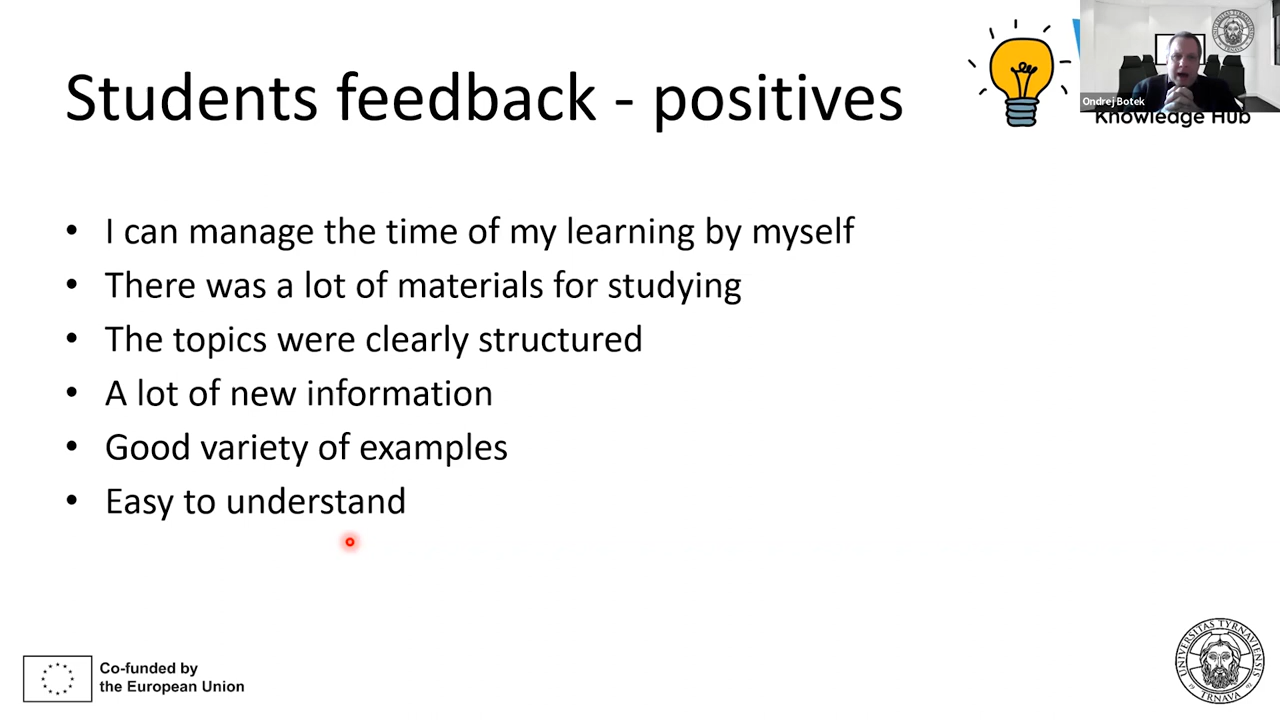 Students feedback - positives
Ondrej Botek
Knowledge Hub
• I can manage the time of my learning by myself
• There was a lot of materials for studying
• The topics were clearly structured
• A lot of new information
• Good variety of examples
• Easy to understand
Co-funded by
the European Union
UNIVERSITAS TYRNAVIENSIS
TRNAVA